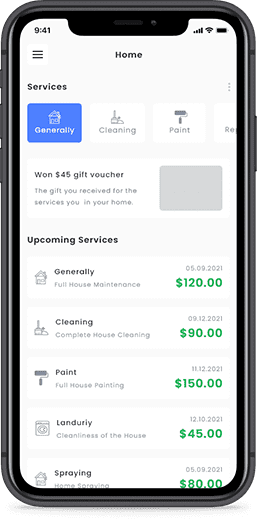 9:41
Home
Services
Generally
Cleaning
Paint
Won $45 gift voucher
The gift you received for the
services you in your home.
Upcoming Services
Generally
05.09.2021
Full House Maintenance
$120.00
Cleaning
09.12.2021
Complete House Cleaning
$90.00
Paint
11.12.2021
Full House Painting
$150.00
Landuriy
12.10.2021
Cleanliness of the House
$45.00
Spraying
05.09.2021
Home Spraying
$80.00